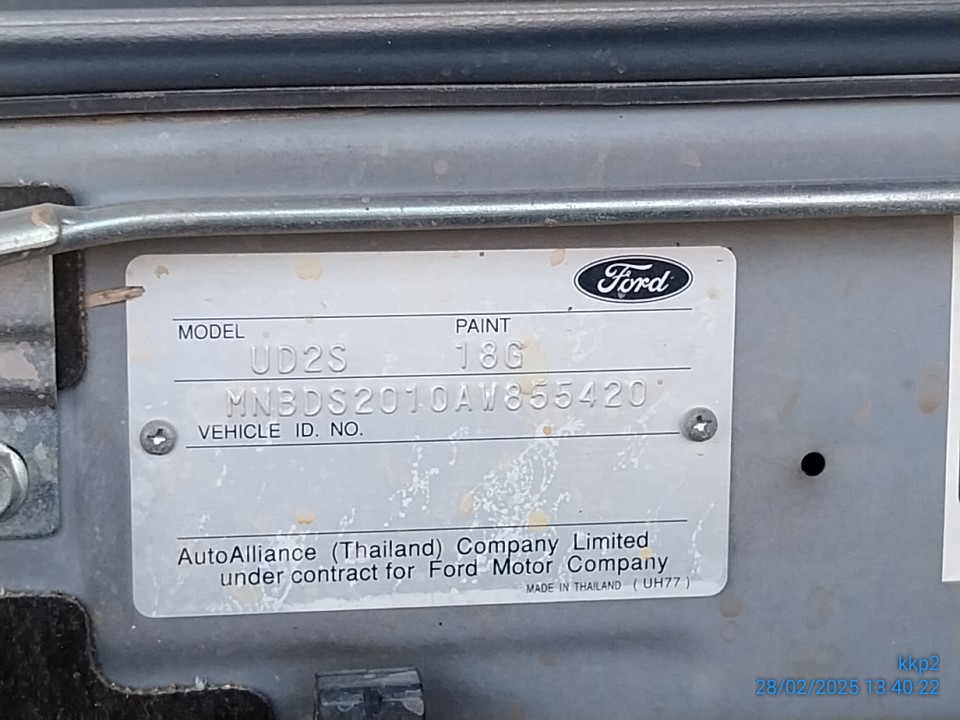 Ford
MODEL PAINT
UD2S 18G
MNBDS2010AW855420
VEHICLE ID. NO.
AutoAlliance (Thailand) Company Limited
under contract for Ford Motor Company
MADE IN THAILAND (UH77)
kkp2
28/02/2025 13:40:22